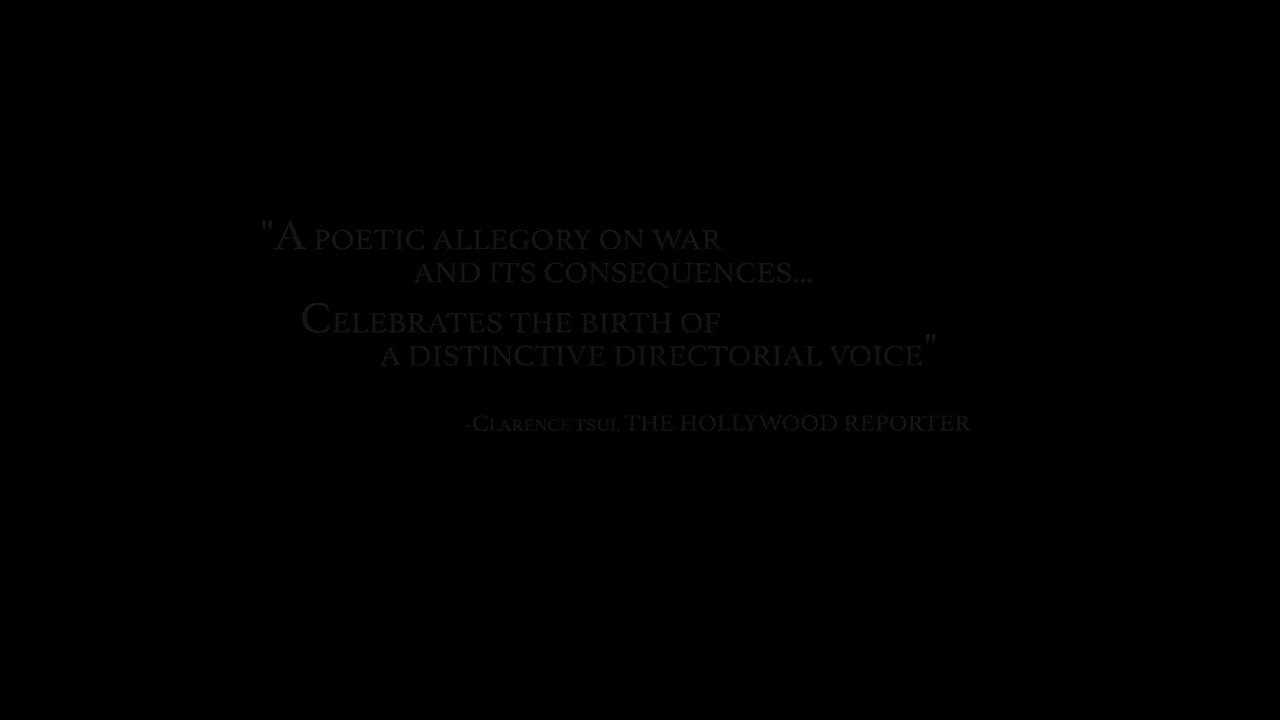 "A POETIC ALLEGORY ON WAR
AND ITS CONSEQUENCES...
CELEBRATES THE BIRTH OF
A DISTINCTIVE DIRECTORIAL VOICE"
-CLARENCE TSUI, THE HOLLYWOOD REPORTER